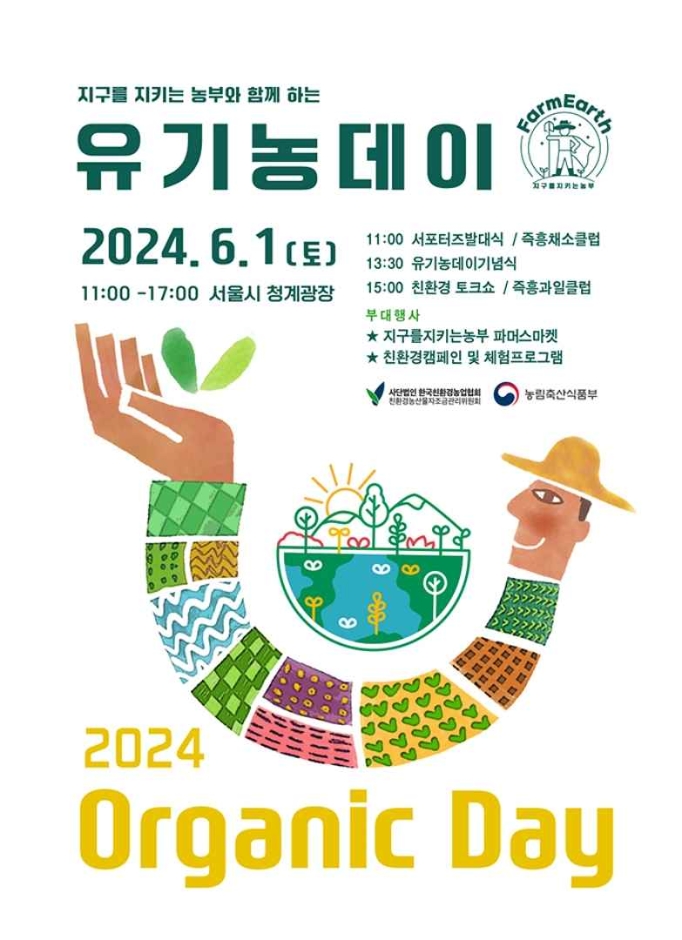 지구를 지키는 농부와 함께 하는
유기농데이
FarmEarth
지구를지키는농부
2024. 6. 1 (토)
11:00 -17:00 서울시 청계광장
11:00 서포터즈발대식 / 즉흥채소클럽
13:30 유기농데이기념식
15:00 친환경 토크쇼 / 즉흥과일클럽
부대행사
★ 지구를지키는농부 파머스마켓
★ 친환경캠페인 및 체험프로그램
사단법인 한국친환경농업협회
친환경농산물자조금관리위원회
농림축산식품부
2024
Organic Day